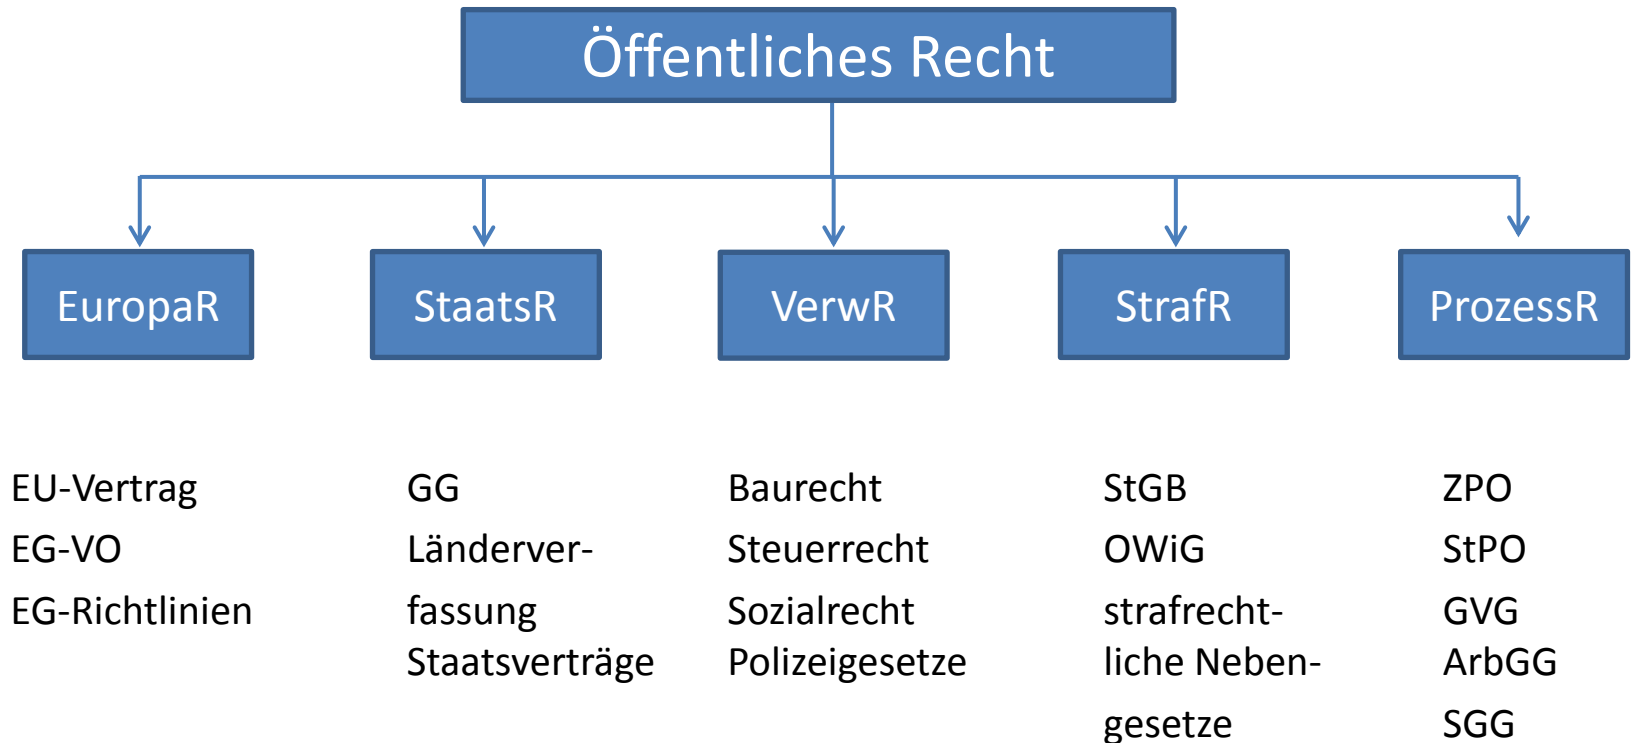 Öffentliches Recht
EuropaR
StaatsR
VerwR
StrafR
ProzessR
EU-Vertrag
EG-VO
EG-Richtlinien
GG
Länderver-
fassung
Staatsverträge
Baurecht
Steuerrecht
Sozialrecht
Polizeigesetze
StGB
OWiG
strafrecht-
liche Neben-
gesetze
ZPO
StPO
GVG
ArbGG
SGG